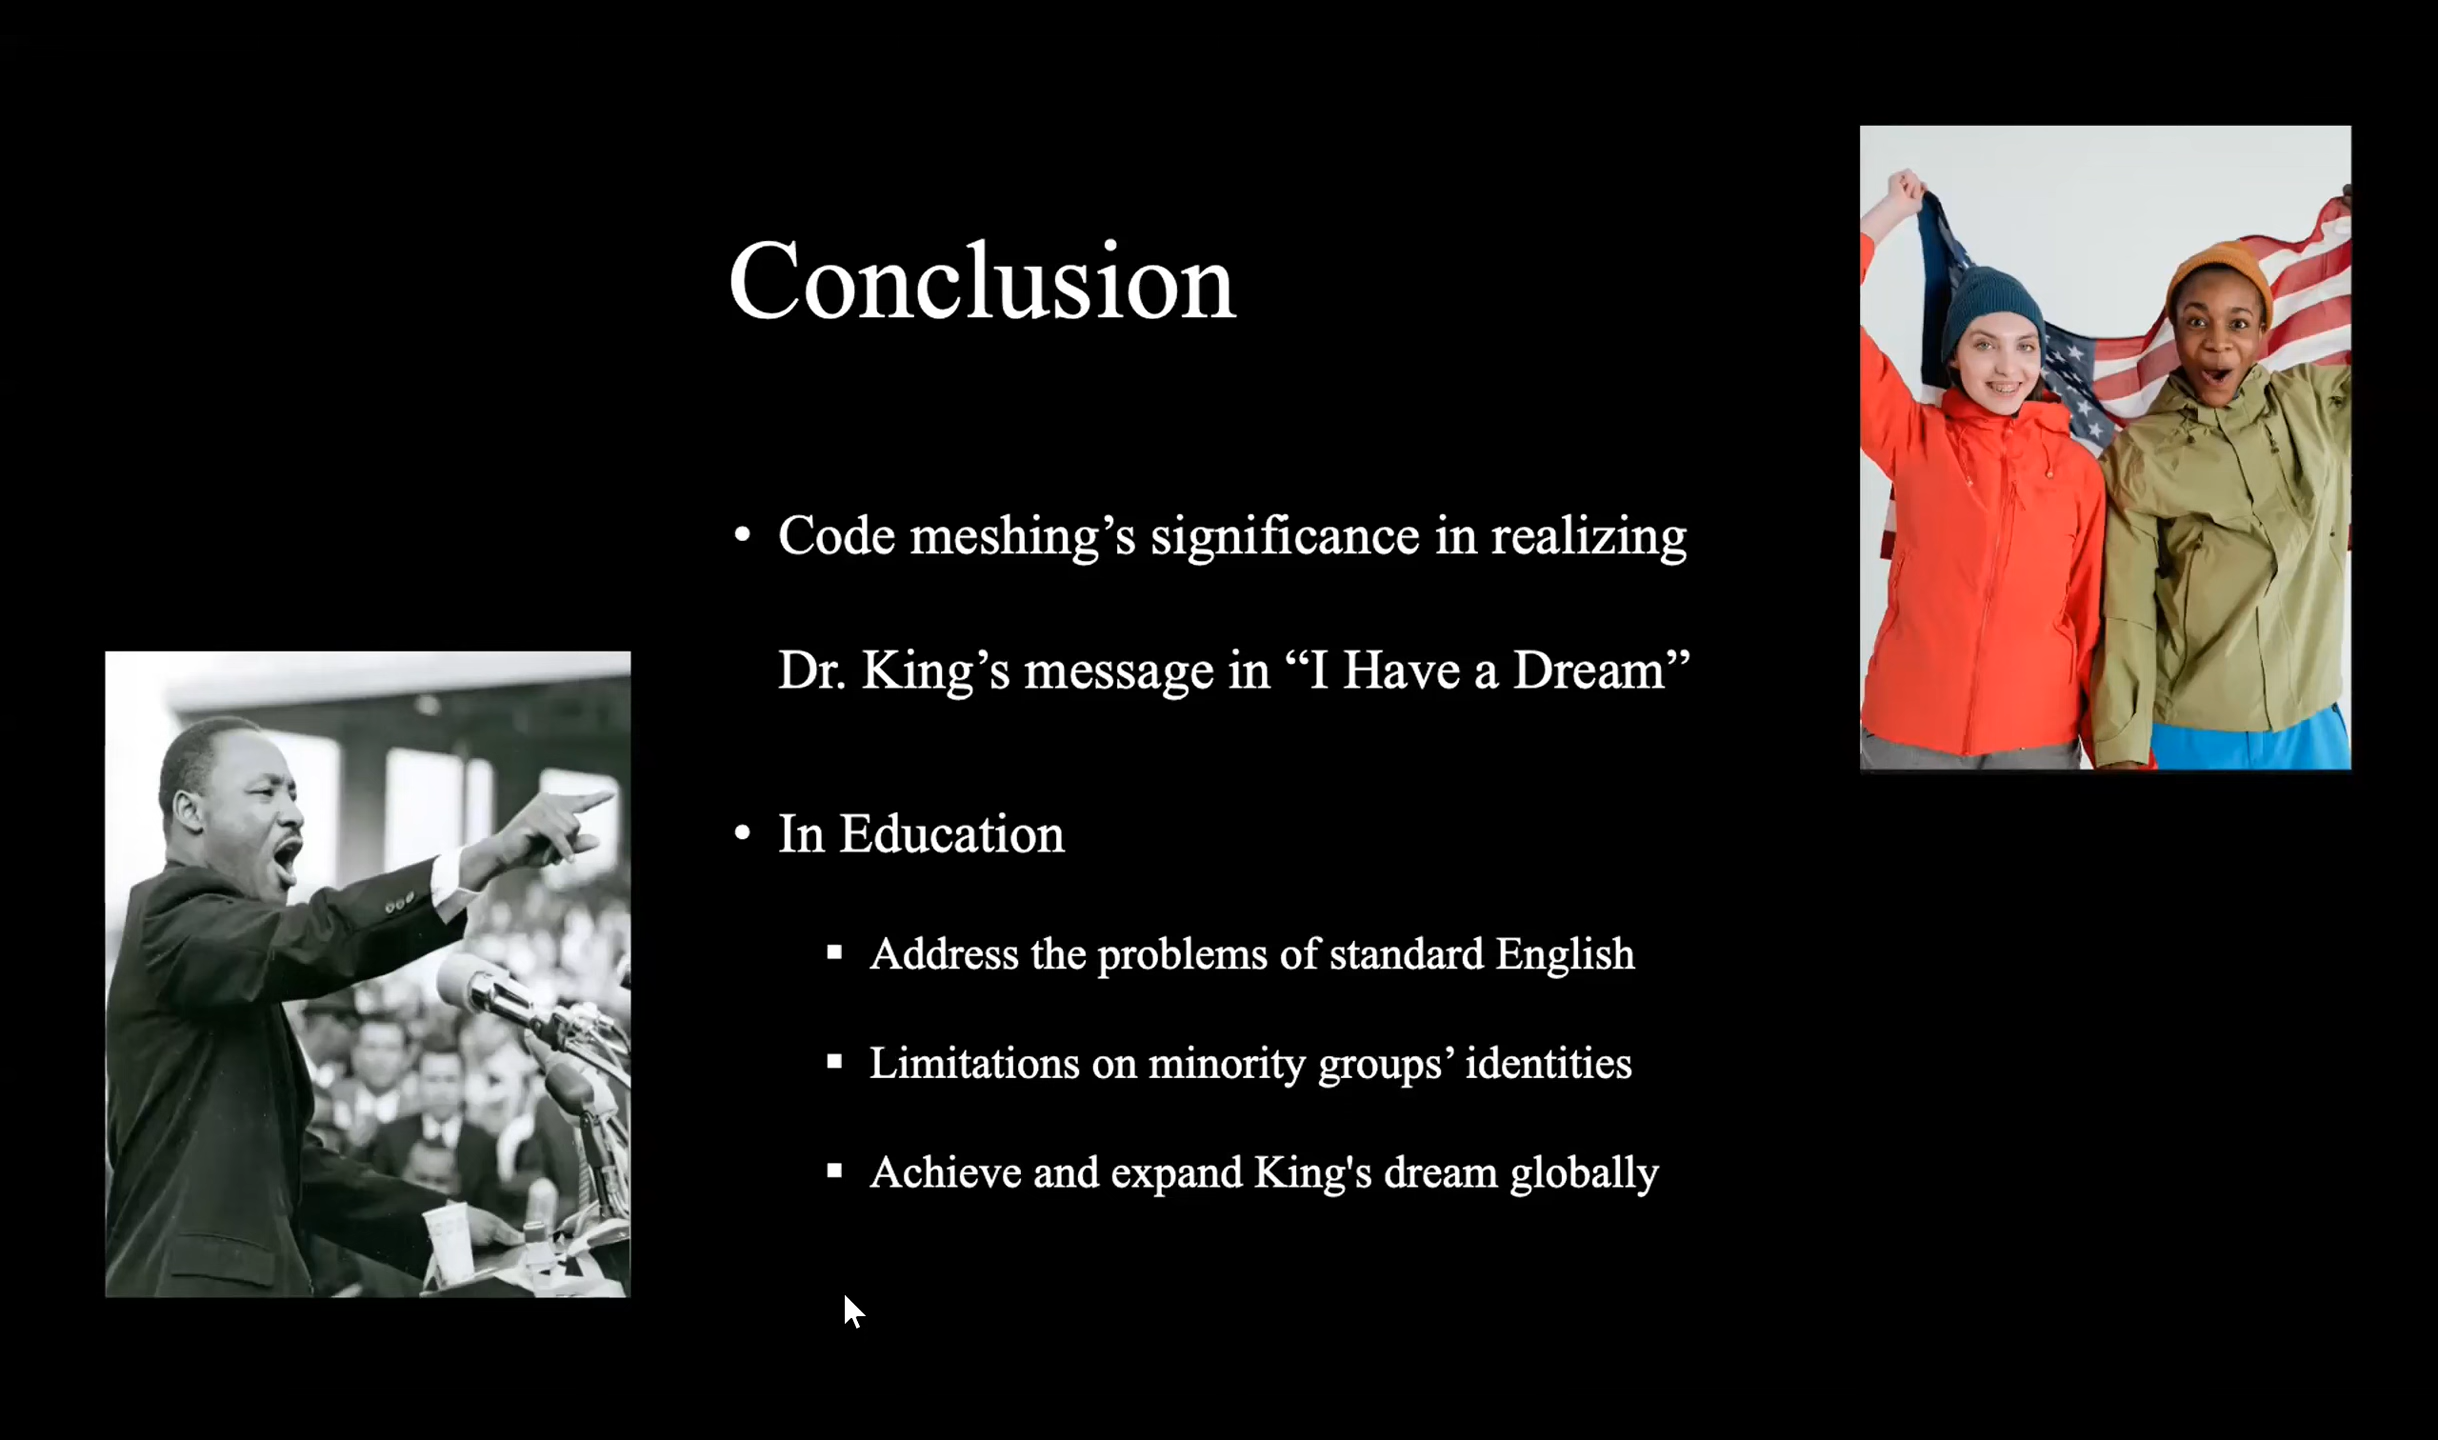 Conclusion
• Code meshing’s significance in realizing
Dr. King’s message in “I Have a Dream”
• In Education
▪ Address the problems of standard English
▪ Limitations on minority groups’ identities
▪ Achieve and expand King's dream globally